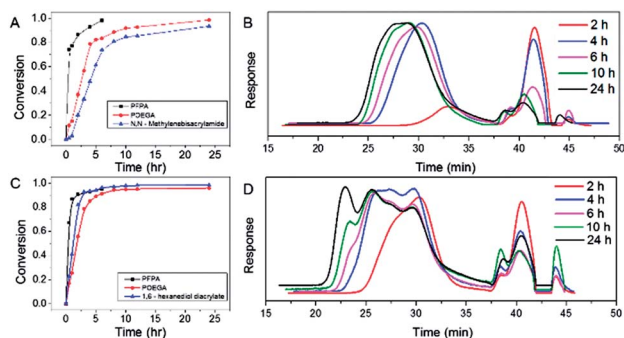 A
Conversion
1.0
0.8
0.6
0.4
0.2
0.0
PFPA
POEGA
N,N - Methylenebisacrylamide
0 5 10 15 20 25
Time (hr)
B
Response
2 h
4 h
6 h
10 h
24 h
15 20 25 30 35 40 45 50
Time (min)
C
Conversion
1.0
0.8
0.6
0.4
0.2
0.0
PFPA
POEGA
1,6 - hexanediol diacrylate
0 5 10 15 20 25
Time (hr)
D
Response
2 h
4 h
6 h
10 h
24 h
15 20 25 30 35 40 45 50
Time (min)